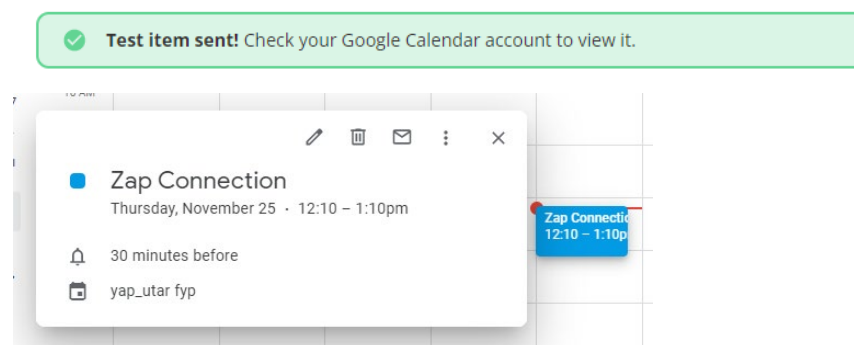 Test item sent! Check your Google Calendar account to view it.
Zap Connection
Thursday, November 25 · 12:10 – 1:10pm
30 minutes before
yap_utar fyp
Zap Connectio
12:10 – 1:10p